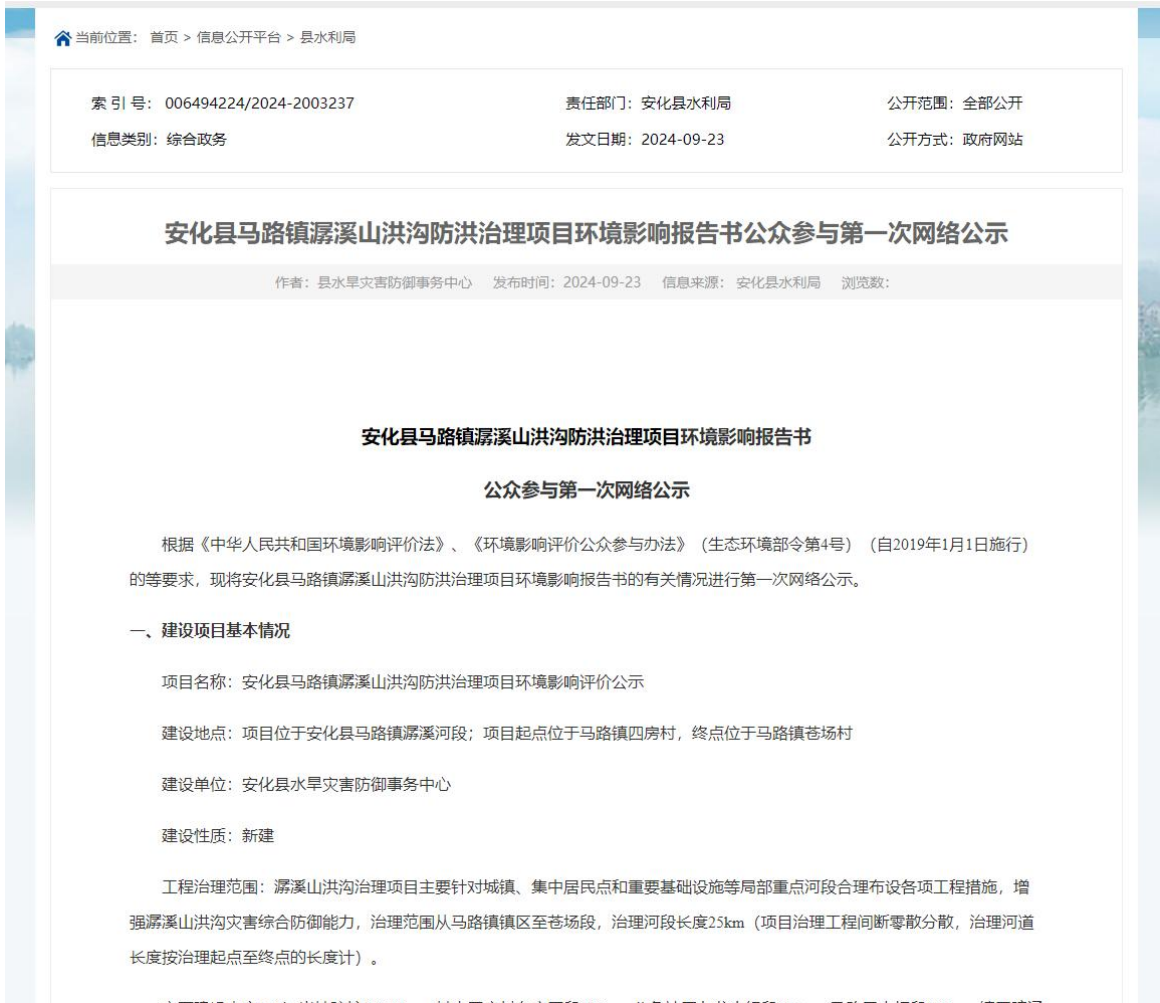 当前位置： 首页 > 信息公开平台 > 县水利局
索 引 号： 006494224/2024-2003237 责任部门：安化县水利局 公开范围：全部公开
信息类别：综合政务 发文日期：2024-09-23 公开方式：政府网站
安化县马路镇潺溪山洪沟防洪治理项目环境影响报告书公众参与第一次网络公示
作者：县水旱灾害防御事务中心 发布时间：2024-09-23 信息来源： 安化县水利局 浏览数：
安化县马路镇潺溪山洪沟防洪治理项目环境影响报告书
公众参与第一次网络公示
根据《中华人民共和国环境影响评价法》、《环境影响评价公众参与办法》（生态环境部令第4号）（自2019年1月1日施行）
的等要求，现将安化县马路镇潺溪山洪沟防洪治理项目环境影响报告书的有关情况进行第一次网络公示。
一、建设项目基本情况
项目名称：安化县马路镇潺溪山洪沟防洪治理项目环境影响评价公示
建设地点：项目位于安化县马路镇潺溪河段；项目起点位于马路镇四房村，终点位于马路镇苍场村
建设单位：安化县水旱灾害防御事务中心
建设性质：新建
工程治理范围：潺溪山洪沟治理项目主要针对城镇、集中居民点和重要基础设施等局部重点河段合理布设各项工程措施，增
强潺溪山洪沟灾害综合防御能力，治理范围从马路镇镇区至苍场段，治理河段长度25km（项目治理工程间断零散分散，治理河道
长度按治理起点至终点的长度计）。